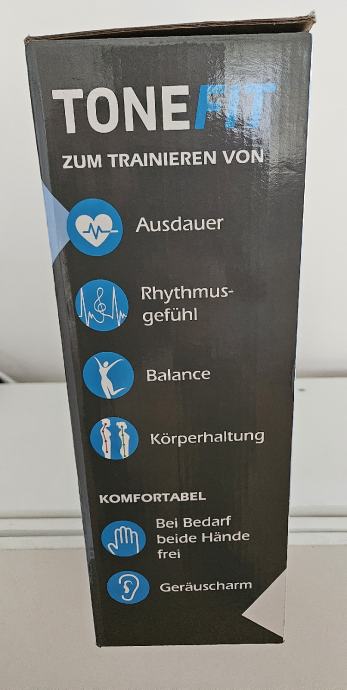 TONEFIT
ZUM TRAINIEREN VON
Ausdauer
Rhythmus-
gefühl
Balance
Körperhaltung
KOMFORTABEL
Bei Bedarf
beide Hände
frei
Geräuscharm